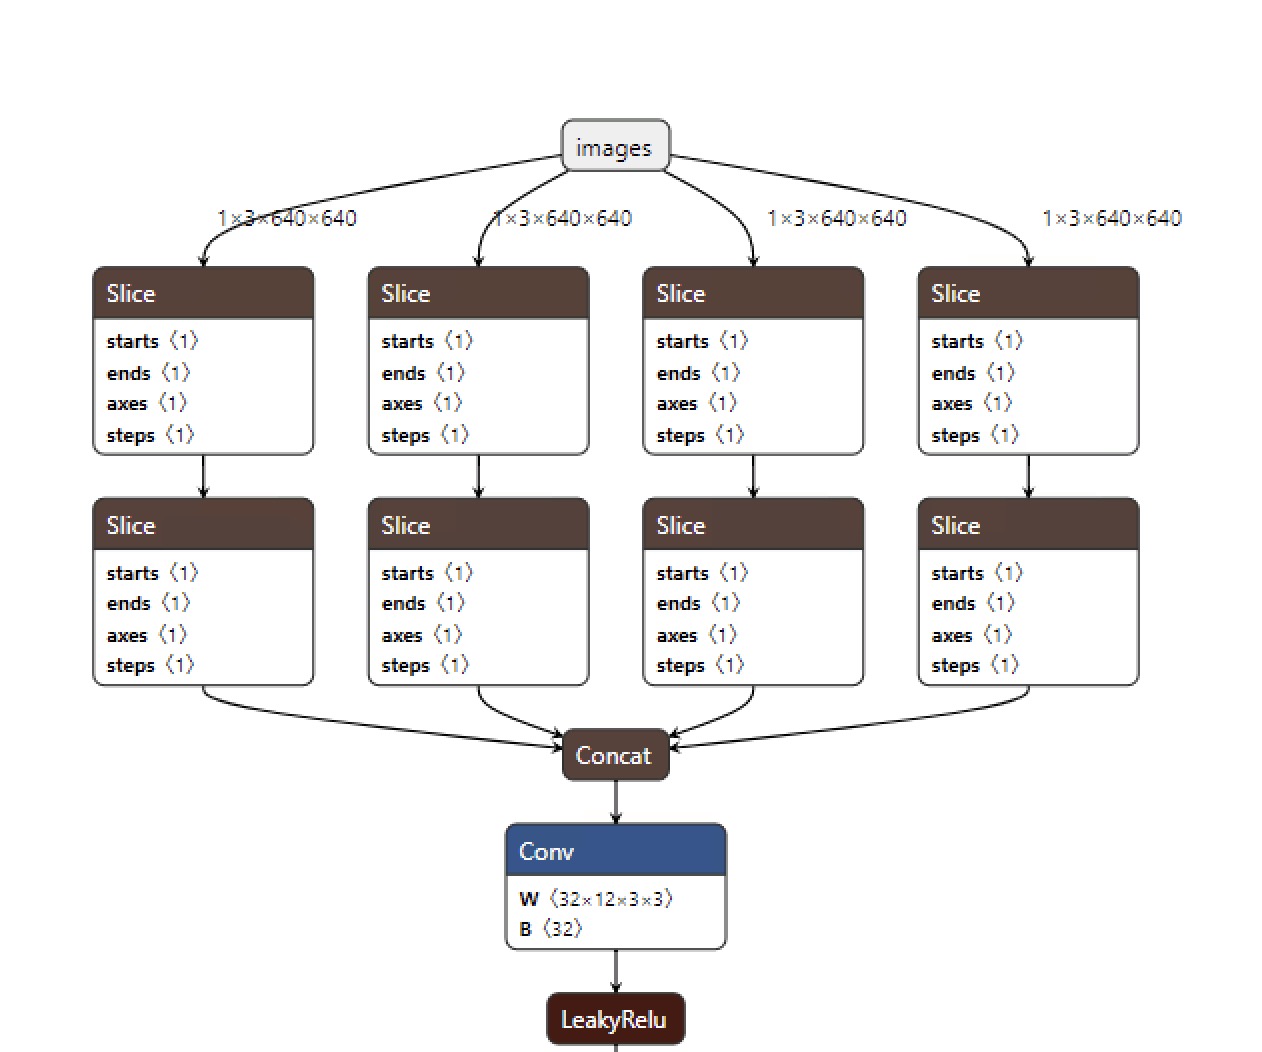 images
1×3×640×640
1×3×640×640
1×3×640×640
1×3×640×640
Slice
starts 〈1〉
ends 〈1〉
axes 〈1〉
steps 〈1〉
Slice
starts 〈1〉
ends 〈1〉
axes 〈1〉
steps 〈1〉
Slice
starts 〈1〉
ends 〈1〉
axes 〈1〉
steps 〈1〉
Slice
starts 〈1〉
ends 〈1〉
axes 〈1〉
steps 〈1〉
Slice
starts 〈1〉
ends 〈1〉
axes 〈1〉
steps 〈1〉
Slice
starts 〈1〉
ends 〈1〉
axes 〈1〉
steps 〈1〉
Slice
starts 〈1〉
ends 〈1〉
axes 〈1〉
steps 〈1〉
Slice
starts 〈1〉
ends 〈1〉
axes 〈1〉
steps 〈1〉
Concat
Conv
W 〈32×12×3×3〉
B 〈32〉
LeakyRelu